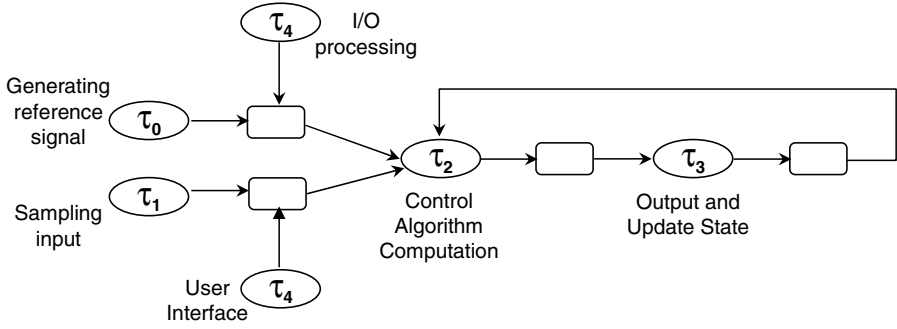 τ4
I/O
processing
Generating
reference
signal
τ0
τ2
τ3
τ1
Sampling
input
Control
Algorithm
Computation
Output and
Update State
User
Interface
τ4